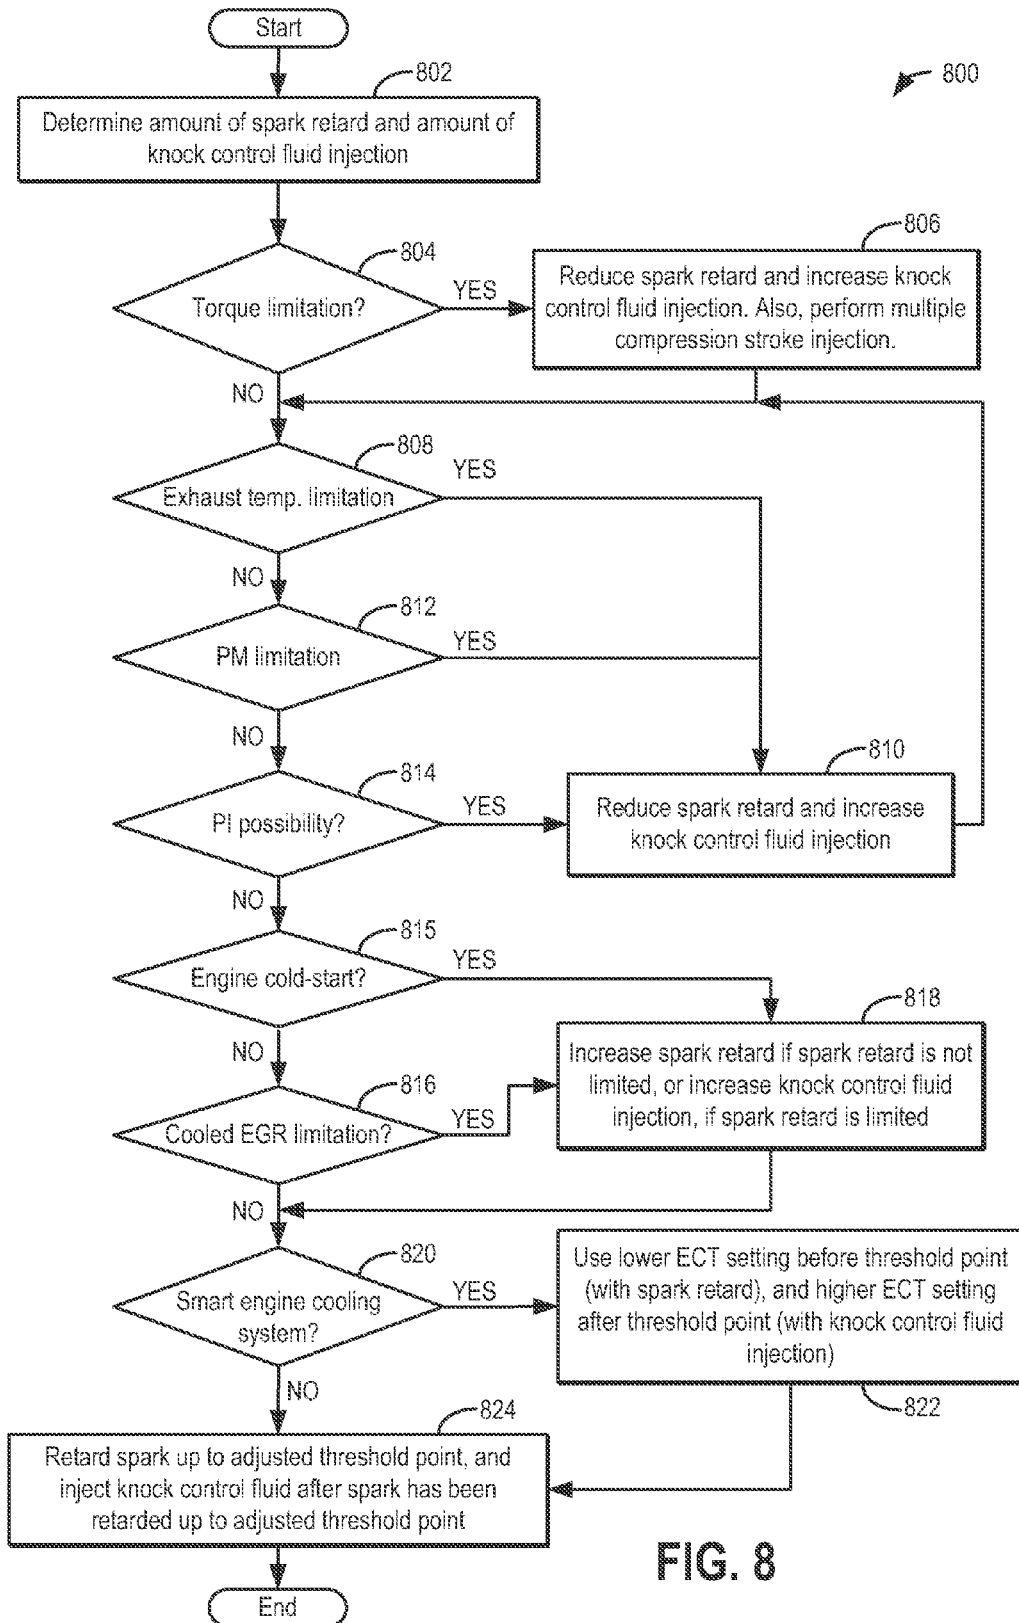 Start
800
802
Determine amount of spark retard and amount of
knock control fluid injection
804
Torque limitation?
YES
NO
806
Reduce spark retard and increase knock
control fluid injection. Also, perform multiple
compression stroke injection.
808
Exhaust temp. limitation
YES
NO
812
PM limitation
YES
NO
814
PI possibility?
YES
NO
810
Reduce spark retard and increase
knock control fluid injection
815
Engine cold-start?
YES
NO
818
Increase spark retard if spark retard is not
limited, or increase knock control fluid
injection, if spark retard is limited
816
Cooled EGR limitation?
YES
NO
820
Smart engine cooling
system?
YES
NO
Use lower ECT setting before threshold point
(with spark retard), and higher ECT setting
after threshold point (with knock control fluid
injection)
822
824
Retard spark up to adjusted threshold point, and
inject knock control fluid after spark has been
retarded up to adjusted threshold point
End
FIG. 8